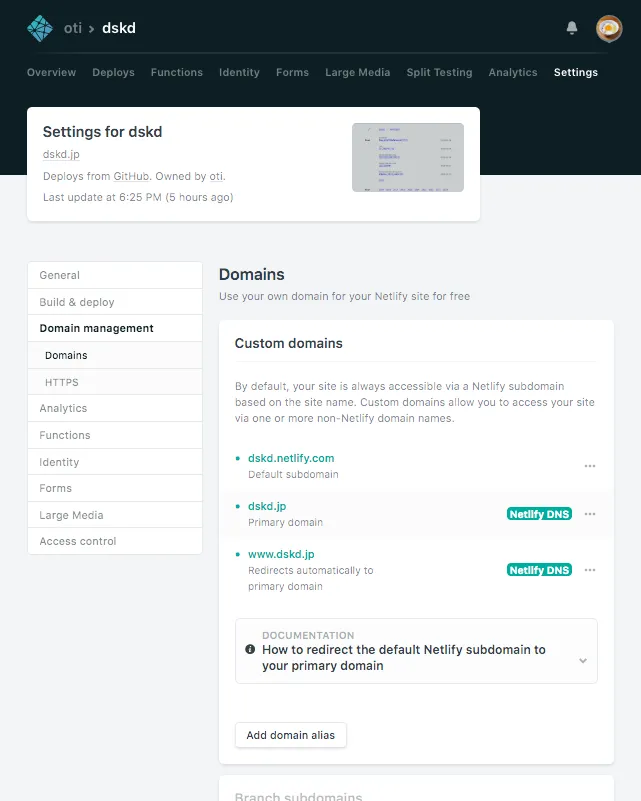 oti › dskd
Overview Deploys Functions Identity Forms Large Media Split Testing Analytics Settings
Settings for dskd
dskd.jp
Deploys from GitHub. Owned by oti.
Last update at 6:25 PM (5 hours ago)
General
Build & deploy
Domain management
Domains
HTTPS
Analytics
Functions
Identity
Forms
Large Media
Access control
Domains
Use your own domain for your Netlify site for free
Custom domains
By default, your site is always accessible via a Netlify subdomain
based on the site name. Custom domains allow you to access your site
via one or more non-Netlify domain names.
dskd.netlify.com
Default subdomain
dskd.jp
Primary domain
Netlify DNS
www.dskd.jp
Redirects automatically to
primary domain
Netlify DNS
DOCUMENTATION
How to redirect the default Netlify subdomain to
your primary domain
Add domain alias
Branch subdomains